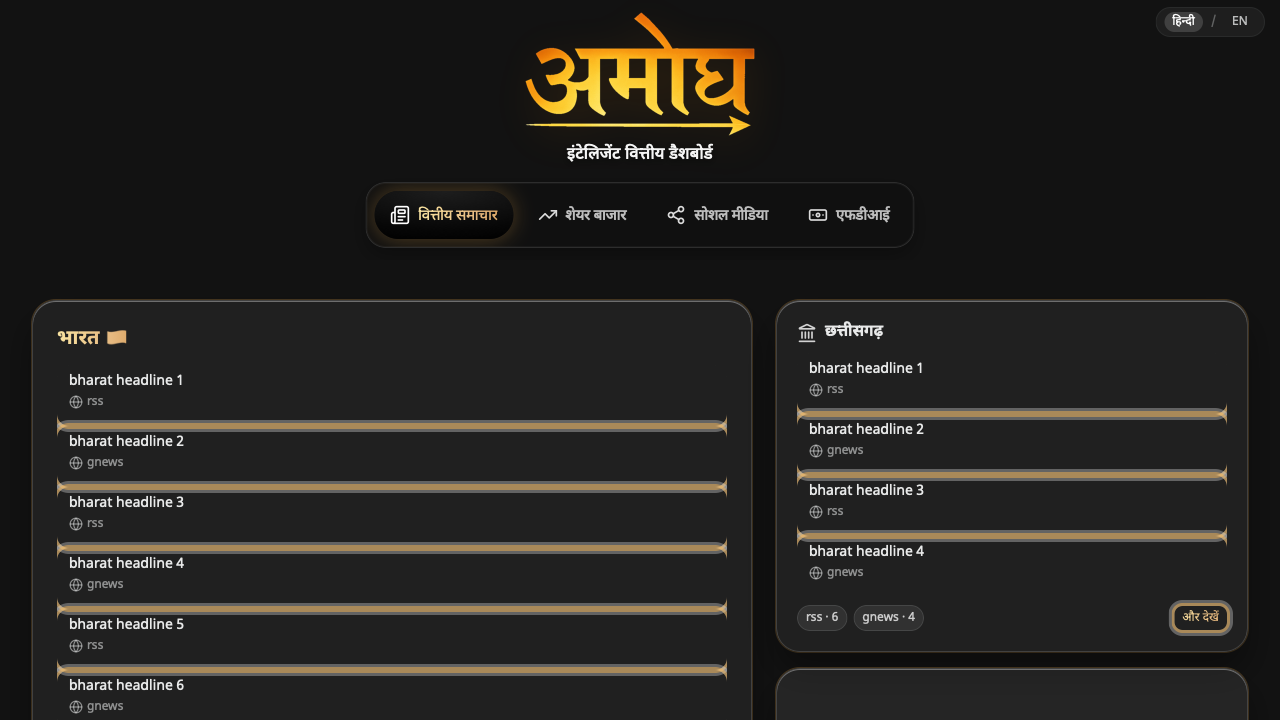 हिन्दी / EN
अमोघ
इंटेलिजेंट वित्तीय डैशबोर्ड
वित्तीय समाचार
शेयर बाजार
सोशल मीडिया
एफडीआई
भारत
bharat headline 1
rss
bharat headline 2
gnews
bharat headline 3
rss
bharat headline 4
gnews
bharat headline 5
rss
bharat headline 6
gnews
छत्तीसगढ़
bharat headline 1
rss
bharat headline 2
gnews
bharat headline 3
rss
bharat headline 4
gnews
rss · 6
gnews · 4
और देखें